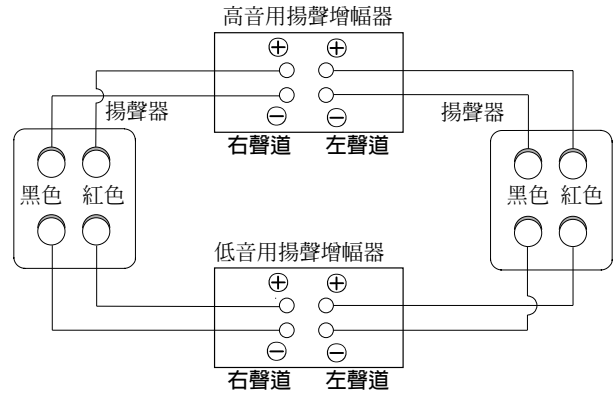 高音用揚聲增幅器
右聲道 左聲道
揚聲器 揚聲器
黑色 紅色 黑色 紅色
低音用揚聲增幅器
右聲道 左聲道